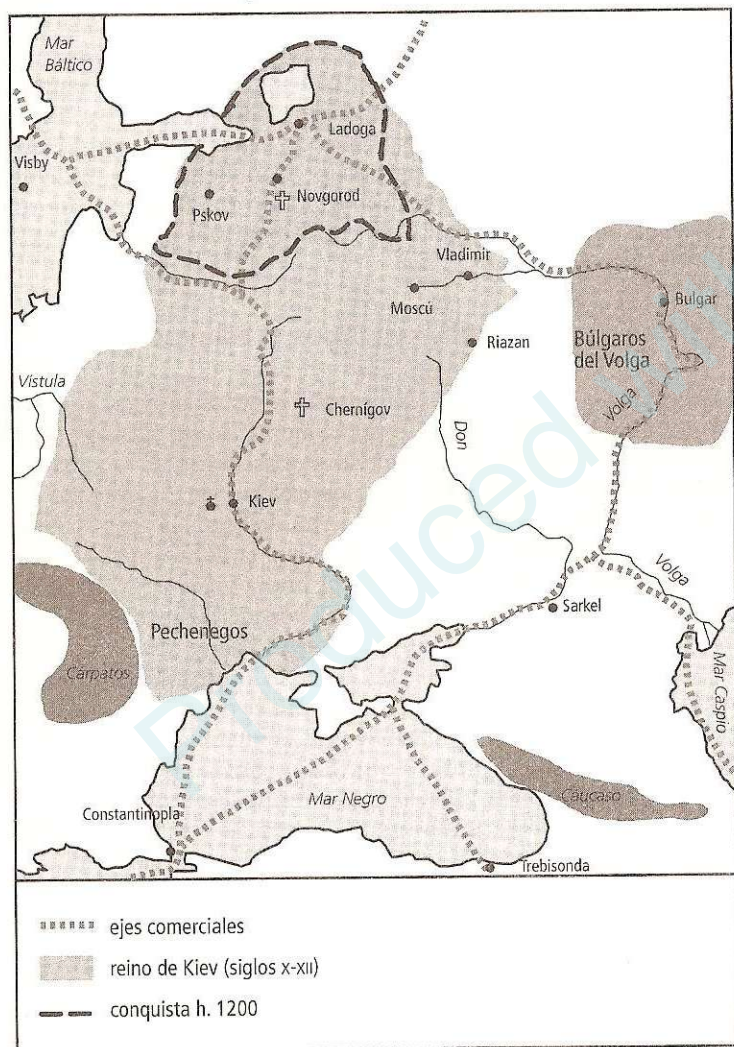 Mar
Báltico
Visby
Ladoga
Pskov
Novgorod
Vladimir
Moscú
Bulgar
Riazan
Búlgaros
del Volga
Vístula
Chernígov
Don
Volga
Kiev
Volga
Sarkel
Pechenegos
Cárpatos
Mar Caspio
Mar Negro
Cáucaso
Constantinopla
Trebisonda
ejes comerciales
reino de Kiev (siglos X-XII)
conquista h. 1200
Produced